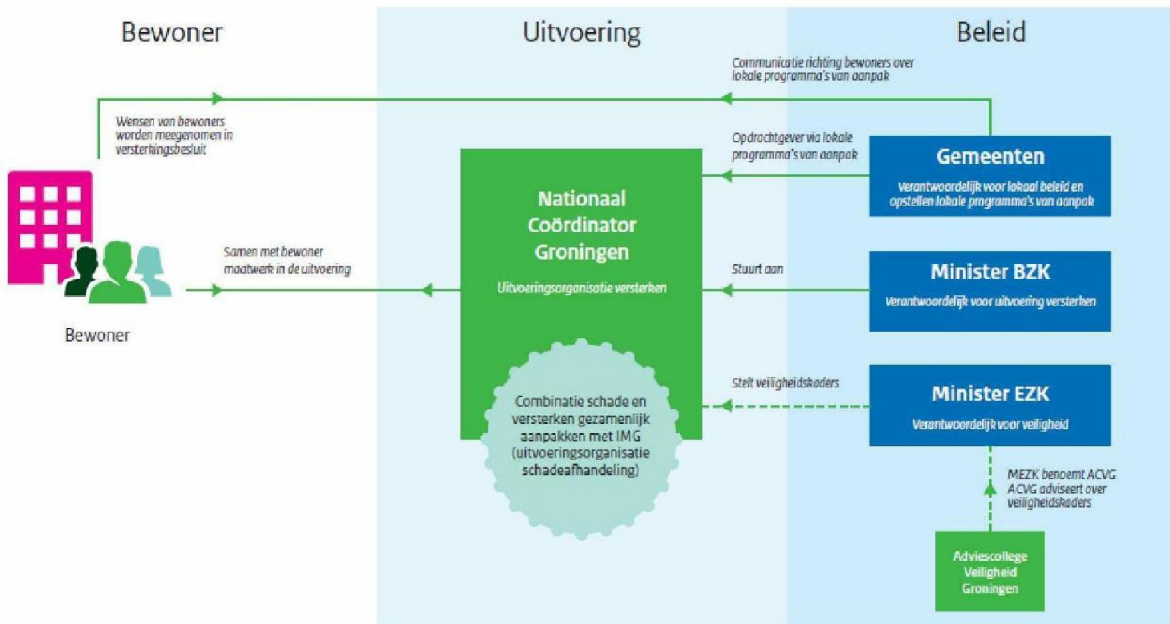 Bewoner
Uitvoering
Beleid
Communicatie richting bewoners over
lokale programma's van aanpak
Wensen van bewoners
worden meegenomen in
versterkingsbesluit
Opdrachtgever via lokale
programma's van aanpak
Gemeenten
Verantwoordelijk voor lokaal beleid en
opstellen lokale programma's van aanpak
Nationaal
Coördinator
Groningen
Uitvoeringsorganisatie versterken
Samen met bewoner
maatwerk in de uitvoering
Bewoner
Stuurt aan
Minister BZK
Verantwoordelijk voor uitvoering versterken
Stelt veiligheidskaders
Minister EZK
Verantwoordelijk voor veiligheid
Combinatie schade en
versterken gezamenlijk
aanpakken met IMG
(uitvoeringsorganisatie
schadeafhandeling)
MEZK benoemt ACVG
ACVG adviseert over
veiligheidskaders
Adviescollege
Veiligheid
Groningen